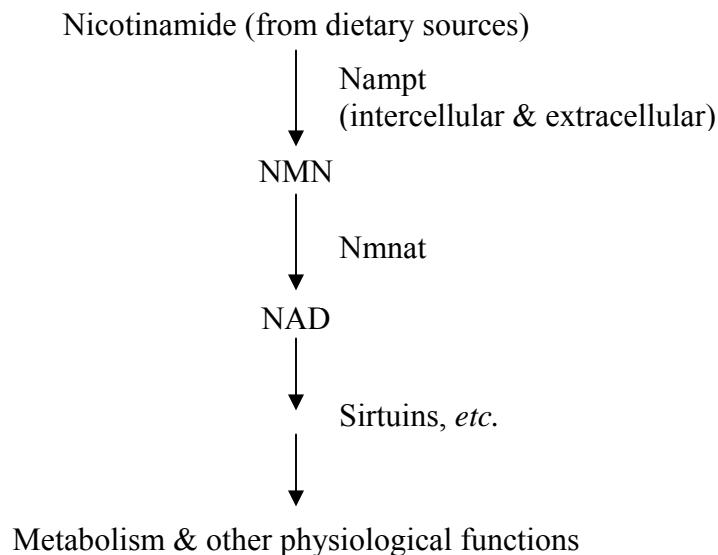 Nicotinamide (from dietary sources)
Nampt
(intercellular & extracellular)
NMN
Nmnat
NAD
Sirtuins, etc.
Metabolism & other physiological functions